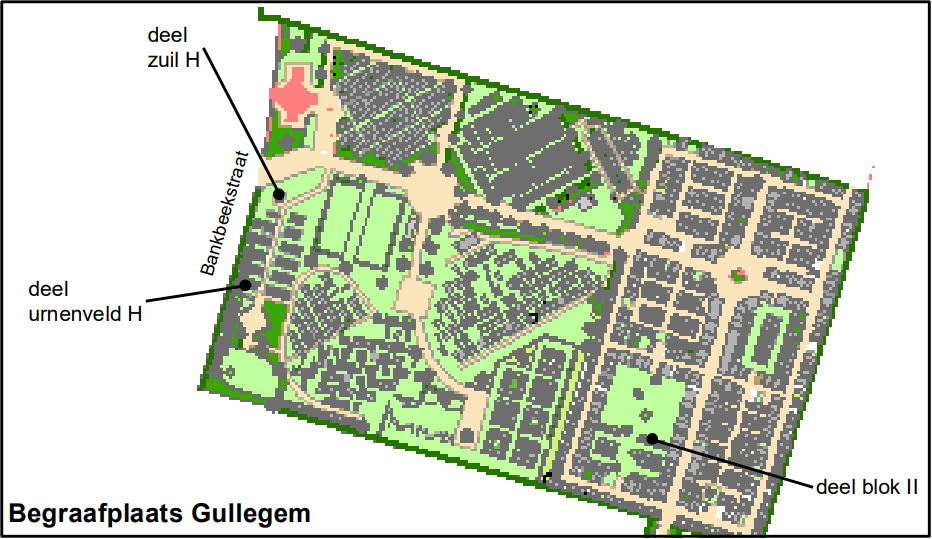 deel
zuil H
Bankbeekstraat
deel
urnenveld H
deel blok II
Begraafplaats Gullegem